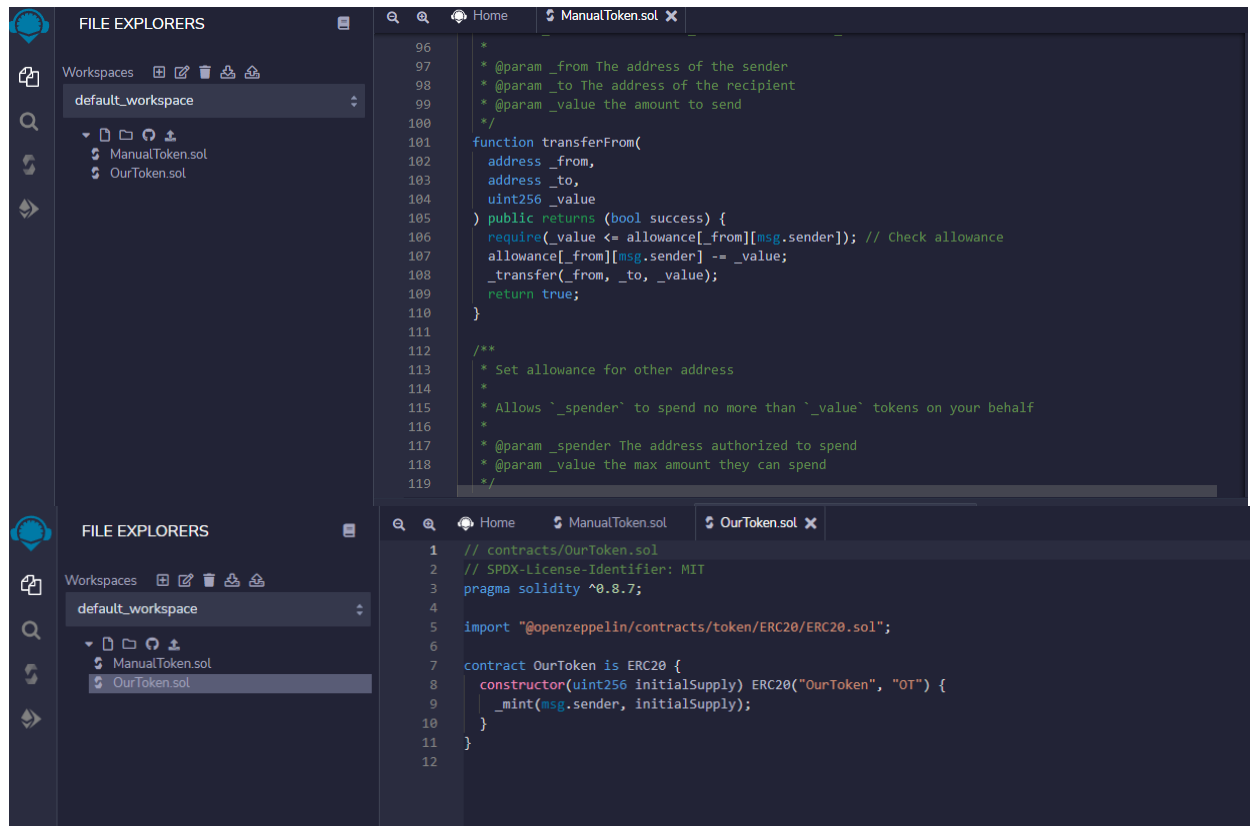 FILE EXPLORERS
Workspaces
default_workspace
ManualToken.sol
OurToken.sol
Home
ManualToken.sol
96 *
97 * @param _from The address of the sender
98 * @param _to The address of the recipient
99 * @param _value the amount to send
100 */
101 function transferFrom(
102 address _from,
103 address _to,
104 uint256 _value
105 ) public returns (bool success) {
106 require(_value <= allowance[_from][msg.sender]); // Check allowance
107 allowance[_from][msg.sender] -= _value;
108 _transfer(_from, _to, _value);
109 return true;
110 }
111
112 /**
113 * Set allowance for other address
114 *
115 * Allows `_spender` to spend no more than `_value` tokens on your behalf
116 *
117 * @param _spender The address authorized to spend
118 * @param _value the max amount they can spend
119 */
FILE EXPLORERS
Workspaces
default_workspace
ManualToken.sol
OurToken.sol
Home
ManualToken.sol
OurToken.sol
1 // contracts/OurToken.sol
2 // SPDX-License-Identifier: MIT
3 pragma solidity ^0.8.7;
4
5 import "@openzeppelin/contracts/token/ERC20/ERC20.sol";
6
7 contract OurToken is ERC20 {
8 constructor(uint256 initialSupply) ERC20("OurToken", "OT") {
9 _mint(msg.sender, initialSupply);
10 }
11 }
12